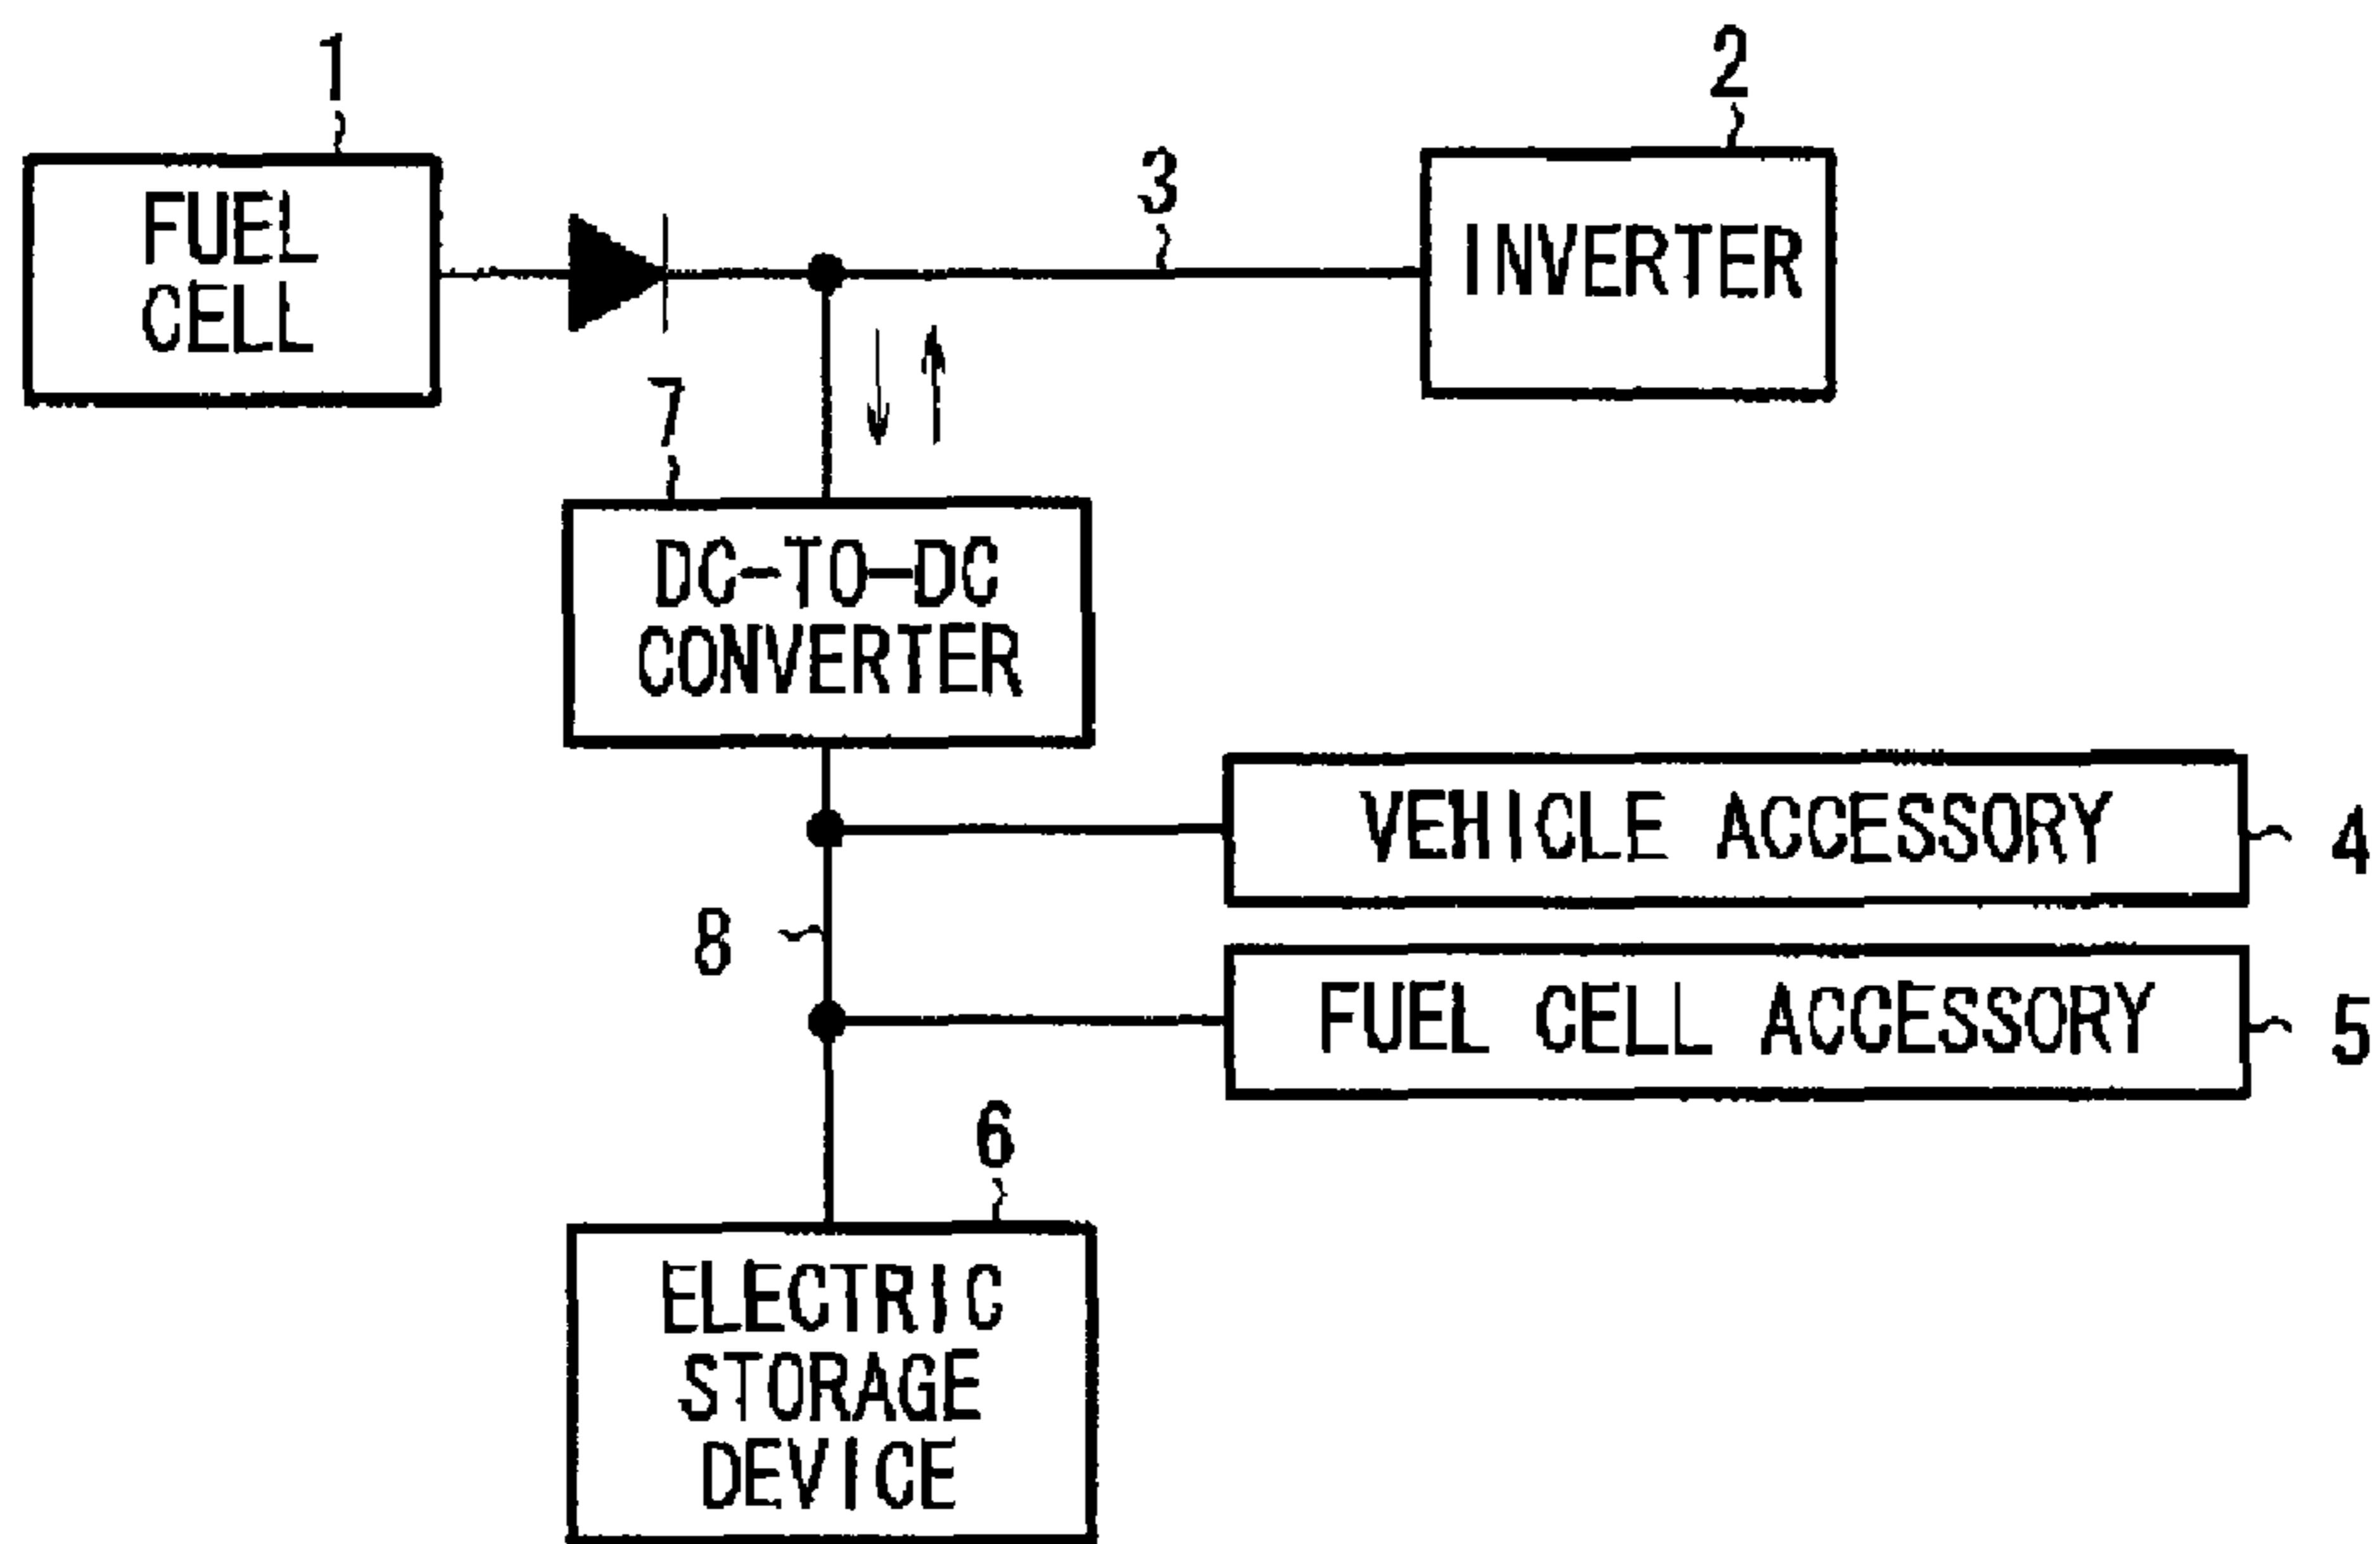 1
2
3
FUEL
CELL
INVERTER
7
DC-TO-DC
CONVERTER
VEHICLE ACCESSORY
4
8
FUEL CELL ACCESSORY
5
6
ELECTRIC
STORAGE
DEVICE